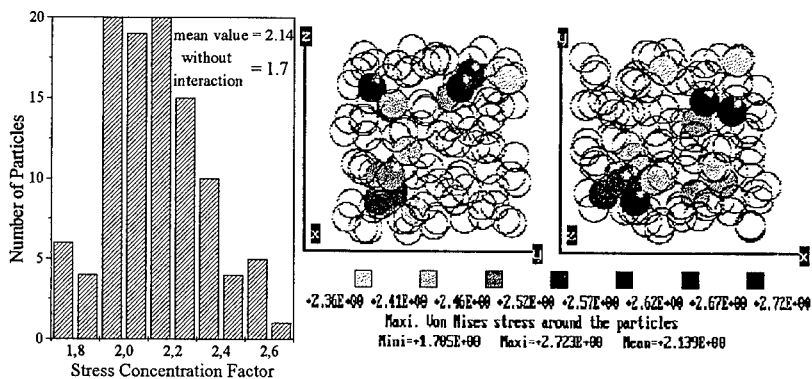 Number of Particles
20
15
10
5
0
mean value = 2.14
without
interaction = 1.7
1,8 2,0 2,2 2,4 2,6
Stress Concentration Factor
z
x
y
y
z
x
+2.36E+00 +2.41E+00 +2.46E+00 +2.52E+00 +2.57E+00 +2.62E+00 +2.67E+00 +2.72E+00
Maxi. Von Mises stress around the particles
Mini=+1.705E+00 Maxi=+2.723E+00 Mean=+2.139E+00